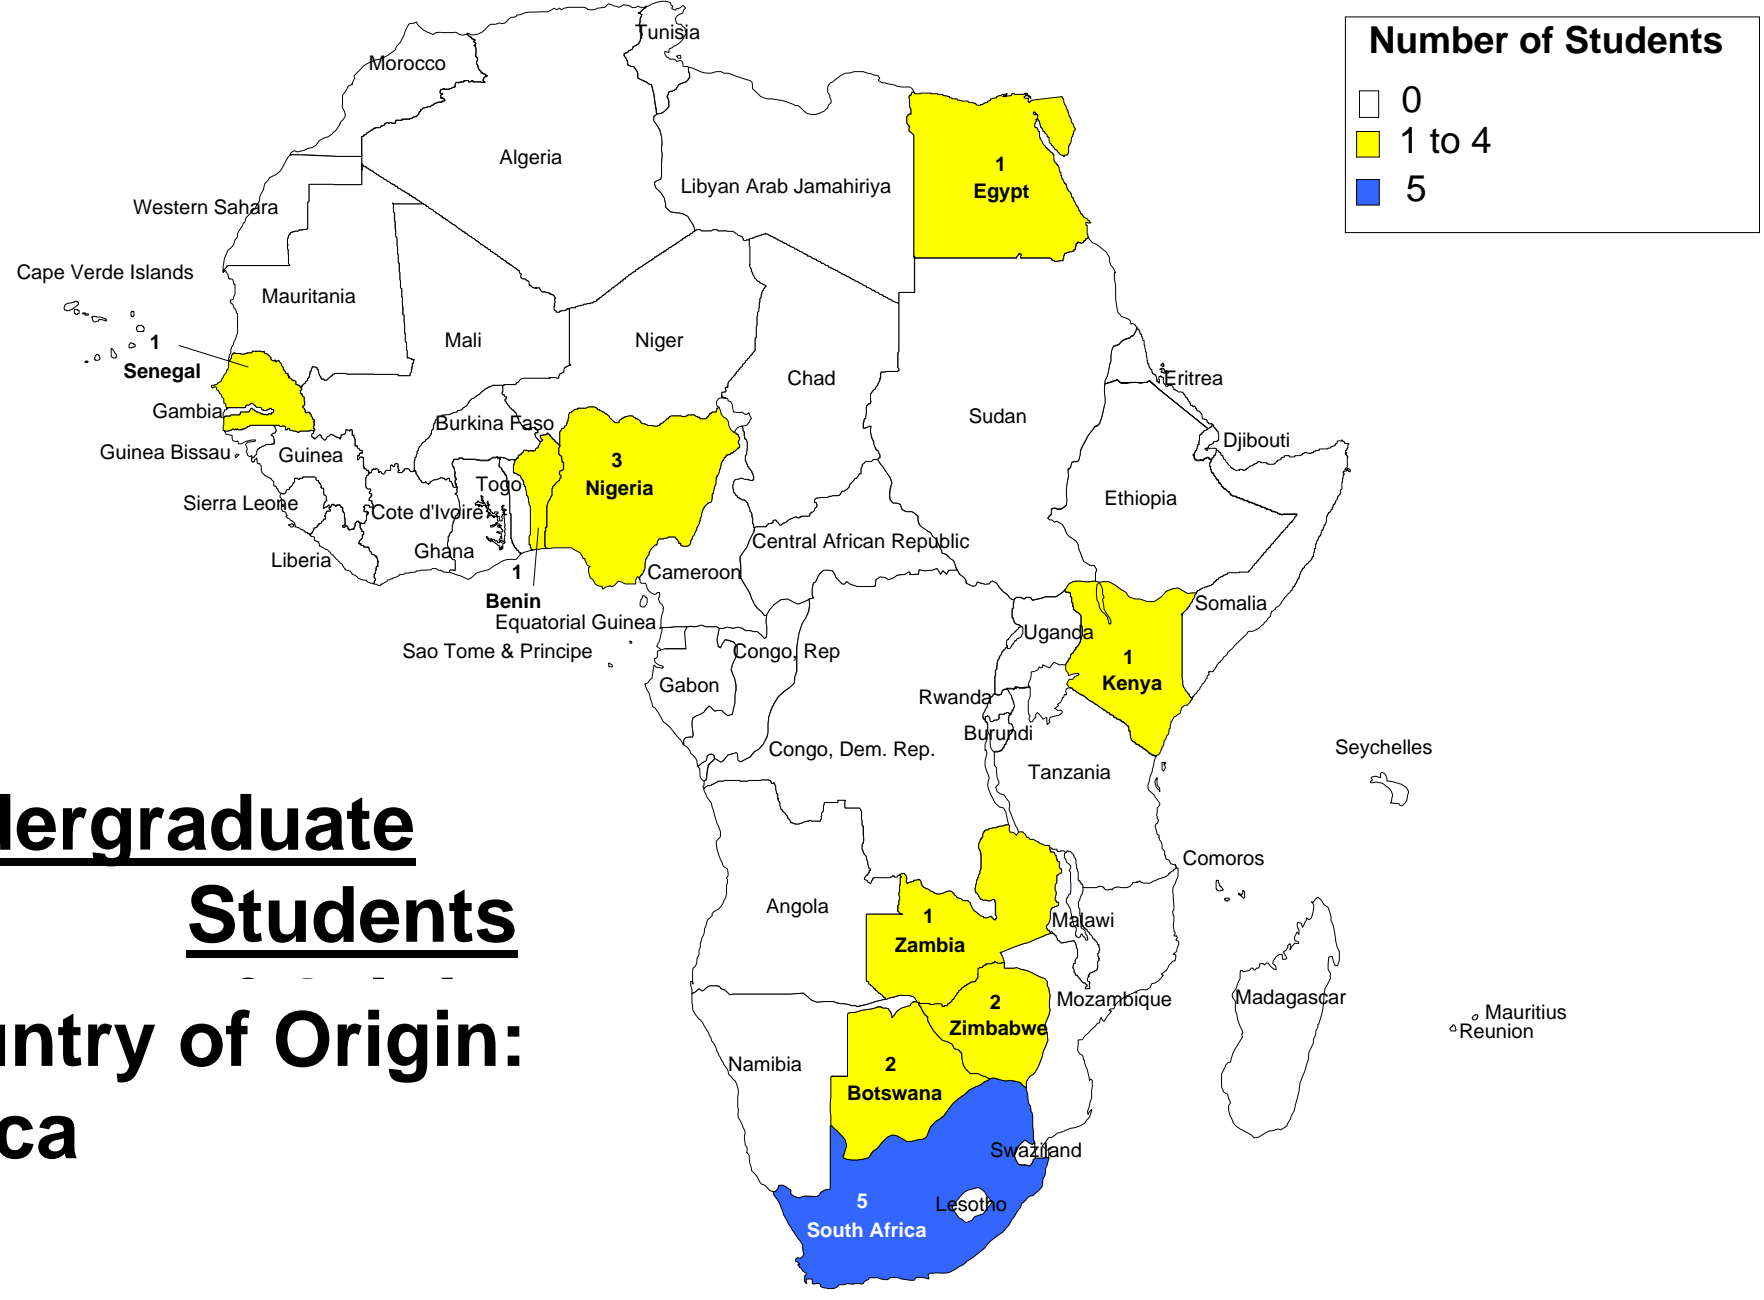 Number of Students
0
1 to 4
5
Tunisia
Morocco
Algeria
Libyan Arab Jamahiriya
1
Egypt
Western Sahara
Cape Verde Islands
Mauritania
Mali
Niger
Chad
Sudan
Eritrea
1
Senegal
Gambia
Guinea Bissau
Guinea
Burkina Faso
Djibouti
3
Nigeria
Togo
Ethiopia
Sierra Leone
Cote d'Ivoire
Ghana
Liberia
Central African Republic
1
Benin
Cameroon
Equatorial Guinea
Somalia
Sao Tome & Principe
Congo, Rep
Uganda
1
Kenya
Gabon
Rwanda
Burundi
Congo, Dem. Rep.
Tanzania
Seychelles
Comoros
Angola
1
Zambia
Malawi
2
Zimbabwe
Mozambique
Madagascar
Mauritius
Reunion
Namibia
2
Botswana
Swaziland
5
South Africa
Lesotho
dergraduate
Students
untry of Origin:
ca